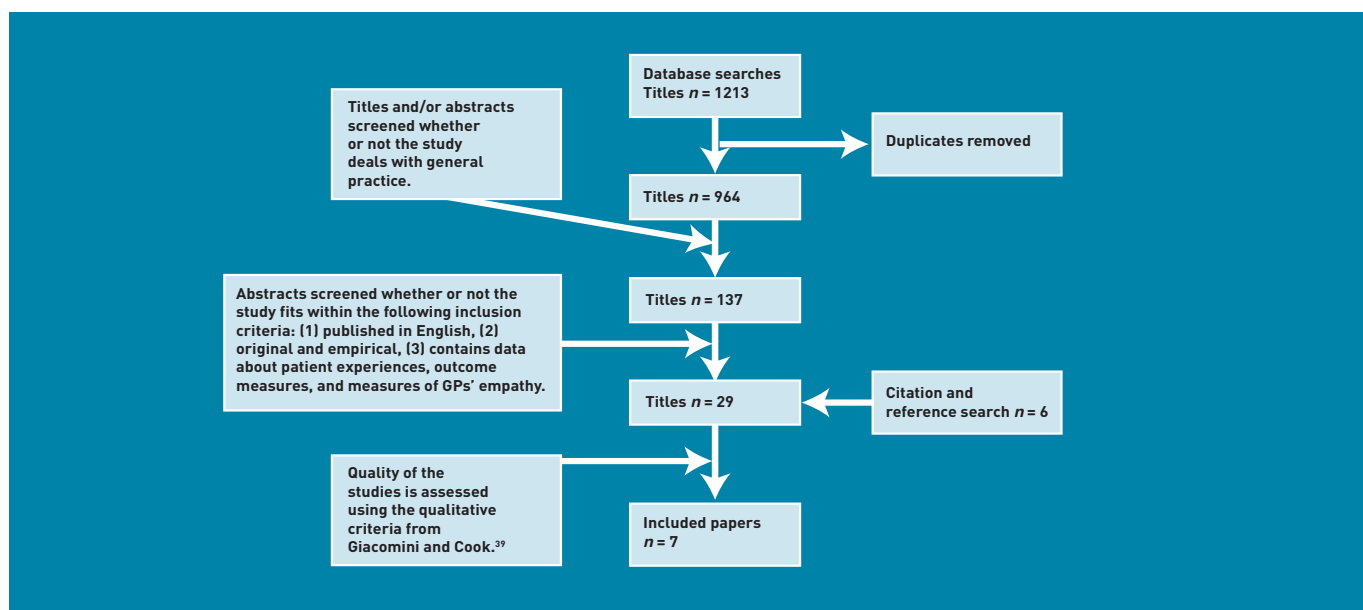 Database searches
Titles n = 1213
Duplicates removed
Titles and/or abstracts
screened whether
or not the study
deals with general
practice.
Titles n = 964
Titles n = 137
Abstracts screened whether or not the
study fits within the following inclusion
criteria: (1) published in English, (2)
original and empirical, (3) contains data
about patient experiences, outcome
measures, and measures of GPs’ empathy.
Titles n = 29
Citation and
reference search n = 6
Quality of the
studies is assessed
using the qualitative
criteria from
Giacomini and Cook.³⁹
Included papers
n = 7